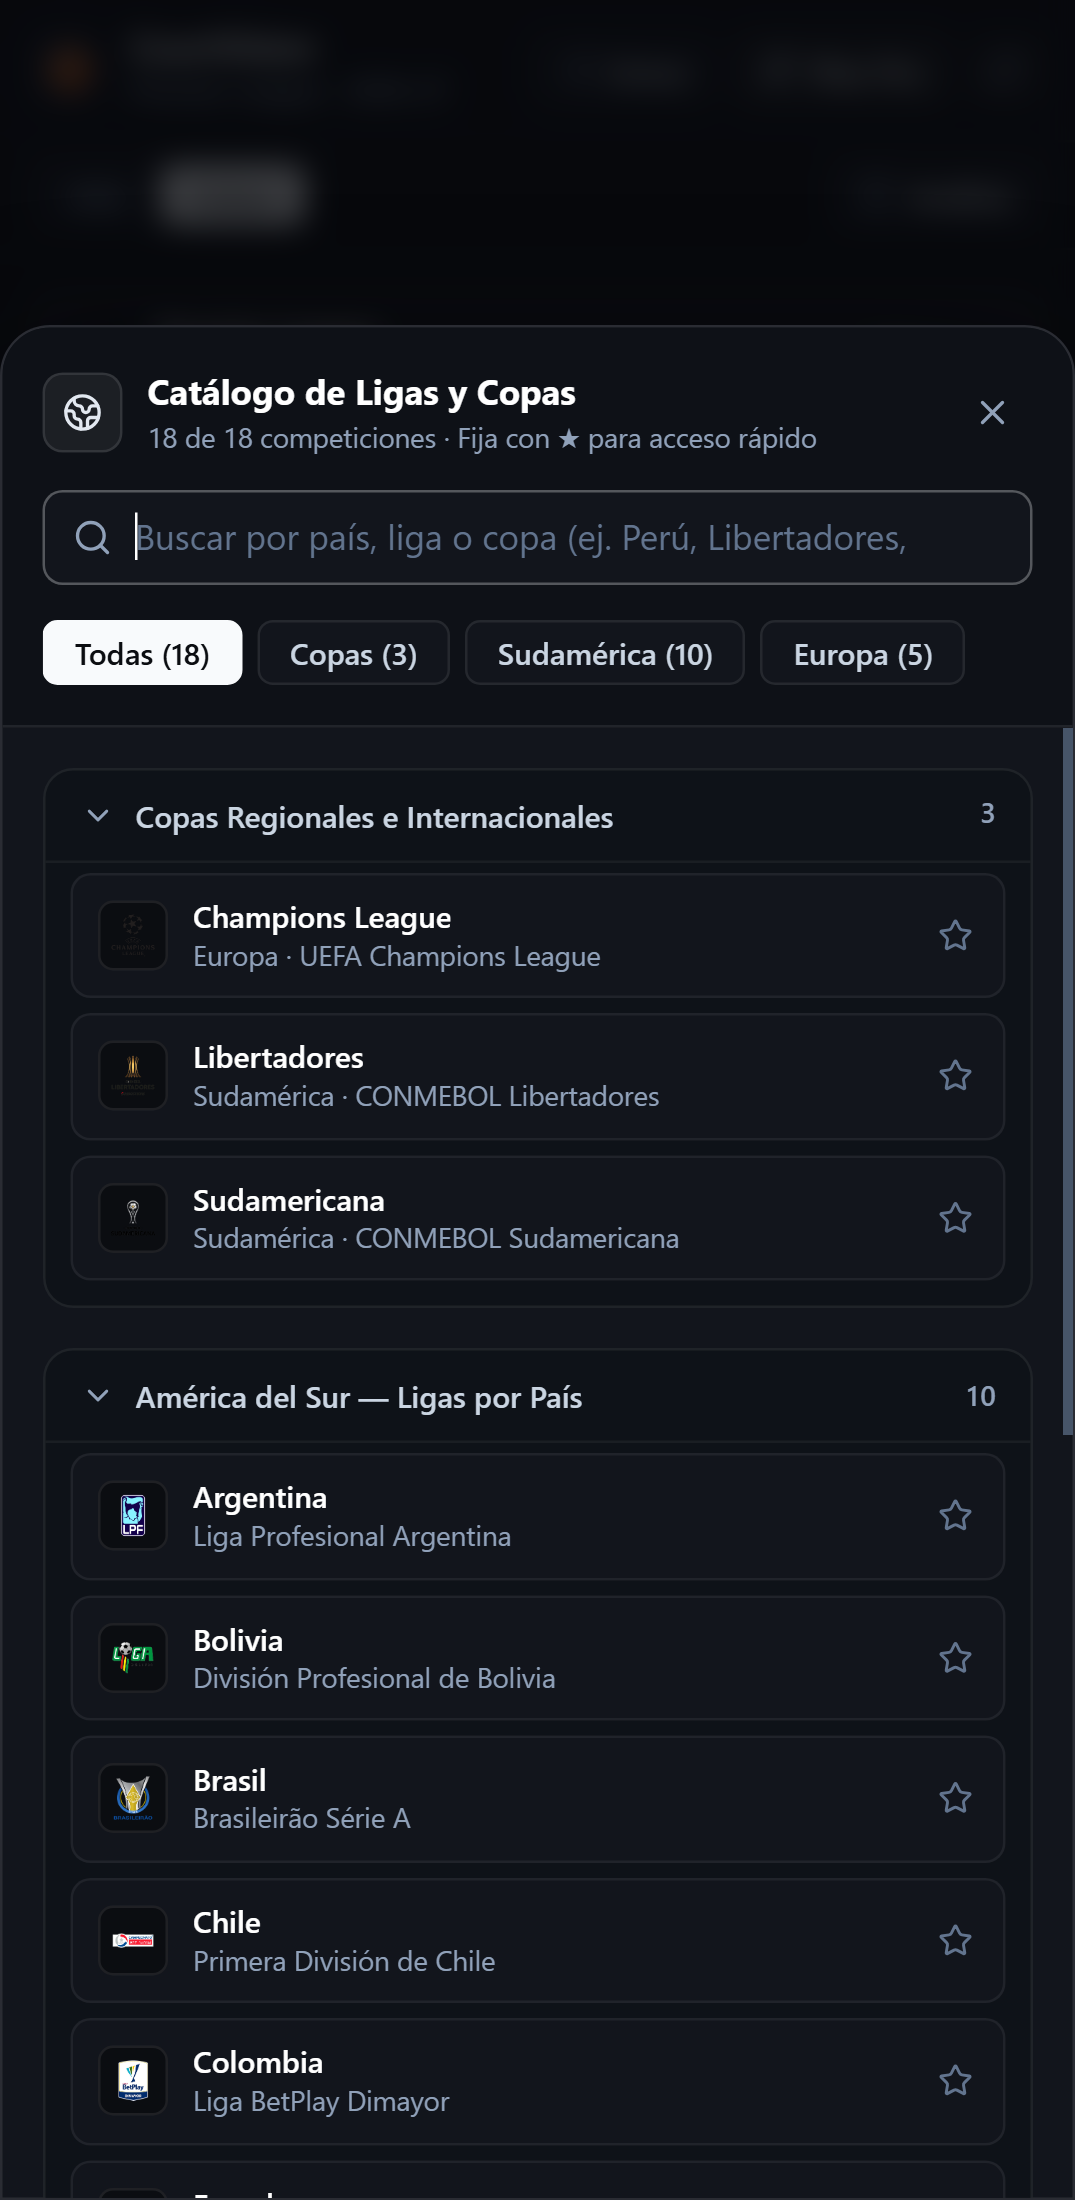 Catálogo de Ligas y Copas
18 de 18 competiciones · Fija con ★ para acceso rápido
Buscar por país, liga o copa (ej. Perú, Libertadores,
Todas (18)
Copas (3)
Sudamérica (10)
Europa (5)
Copas Regionales e Internacionales
3
Champions League
Europa · UEFA Champions League
Libertadores
Sudamérica · CONMEBOL Libertadores
Sudamericana
Sudamérica · CONMEBOL Sudamericana
América del Sur — Ligas por País
10
LPF
Argentina
Liga Profesional Argentina
Bolivia
División Profesional de Bolivia
BRASILEIRÃO
Brasil
Brasileirão Série A
Chile
Primera División de Chile
BetPlay
Colombia
Liga BetPlay Dimayor